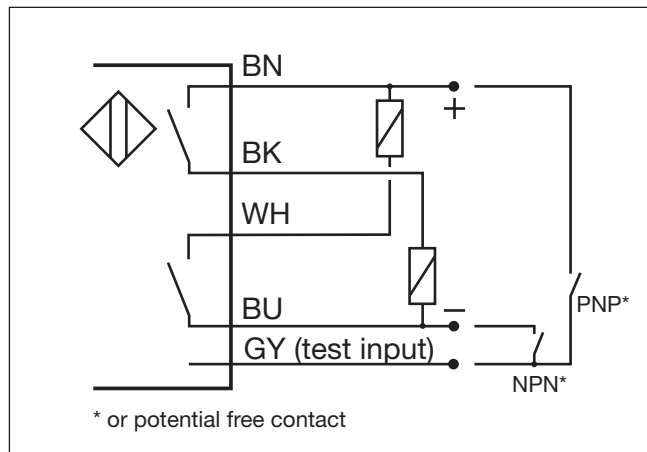 BN
+
BK
WH
BU
−
PNP*
GY (test input)
NPN*
* or potential free contact